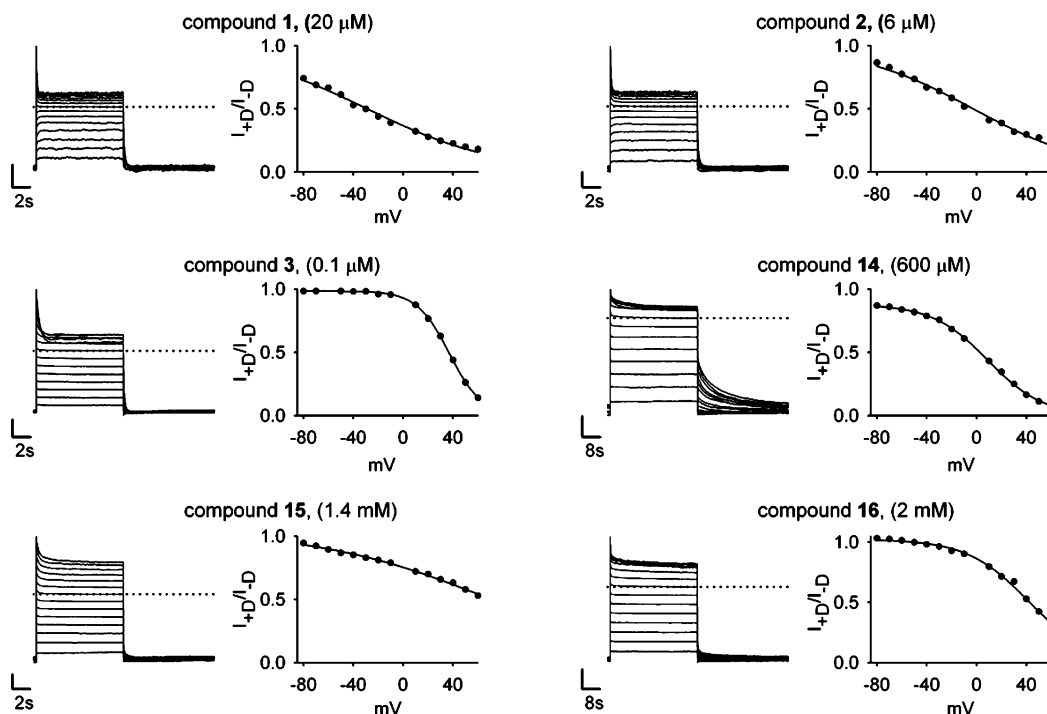 compound 1, (20 μM)
1.0
0.5
0.0
I+D/I-D
-80 -40 0 40
mV
2s
compound 2, (6 μM)
1.0
0.5
0.0
I+D/I-D
-80 -40 0 40
mV
2s
compound 3, (0.1 μM)
1.0
0.5
0.0
I+D/I-D
-80 -40 0 40
mV
2s
compound 14, (600 μM)
1.0
0.5
0.0
I+D/I-D
-80 -40 0 40
mV
8s
compound 15, (1.4 mM)
1.0
0.5
0.0
I+D/I-D
-80 -40 0 40
mV
2s
compound 16, (2 mM)
1.0
0.5
0.0
I+D/I-D
-80 -40 0 40
mV
8s